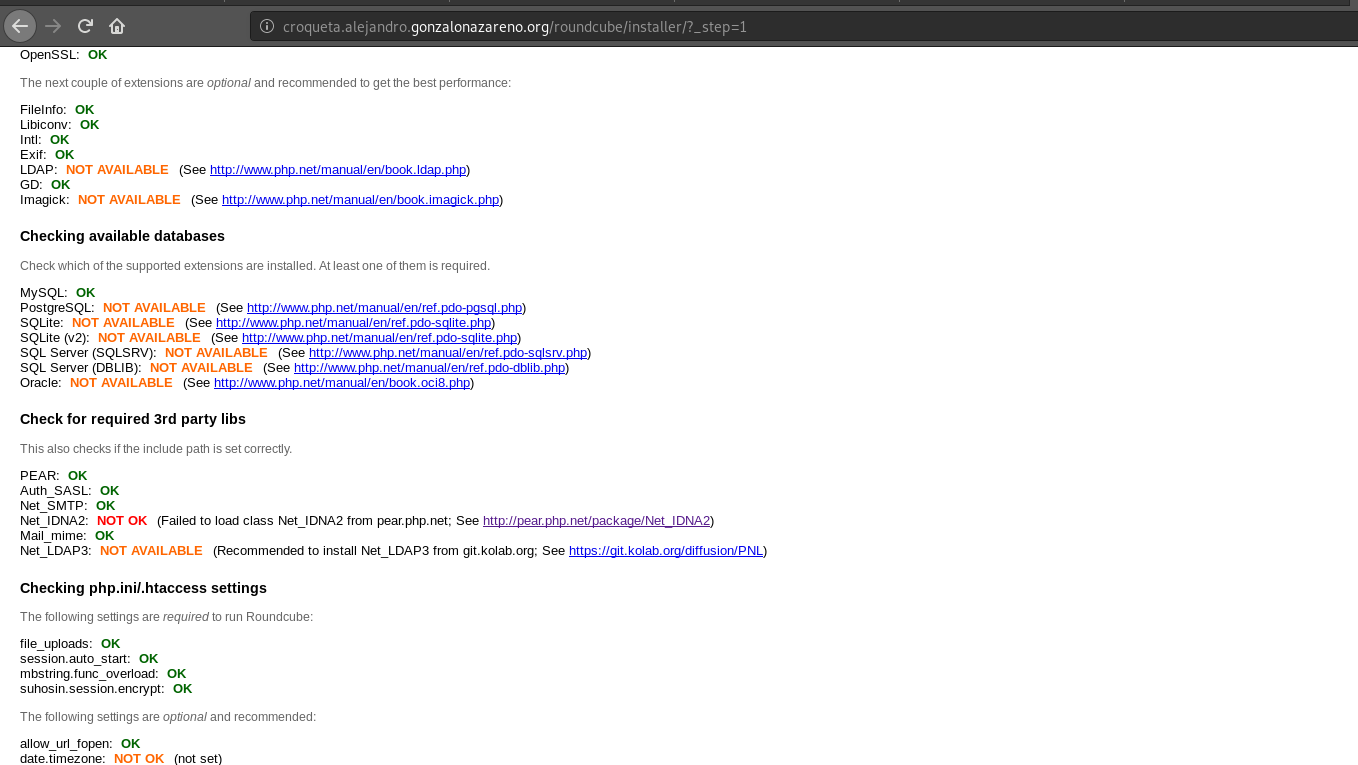 croqueta.alejandro.gonzalonazareno.org/roundcube/installer/?_step=1
OpenSSL: OK
The next couple of extensions are optional and recommended to get the best performance:
FileInfo: OK
Libiconv: OK
Intl: OK
Exif: OK
LDAP: NOT AVAILABLE (See http://www.php.net/manual/en/book.ldap.php)
GD: OK
Imagick: NOT AVAILABLE (See http://www.php.net/manual/en/book.imagick.php)
Checking available databases
Check which of the supported extensions are installed. At least one of them is required.
MySQL: OK
PostgreSQL: NOT AVAILABLE (See http://www.php.net/manual/en/ref.pdo-pgsql.php)
SQLite: NOT AVAILABLE (See http://www.php.net/manual/en/ref.pdo-sqlite.php)
SQLite (v2): NOT AVAILABLE (See http://www.php.net/manual/en/ref.pdo-sqlite.php)
SQL Server (SQLSRV): NOT AVAILABLE (See http://www.php.net/manual/en/ref.pdo-sqlsrv.php)
SQL Server (DBLIB): NOT AVAILABLE (See http://www.php.net/manual/en/ref.pdo-dblib.php)
Oracle: NOT AVAILABLE (See http://www.php.net/manual/en/book.oci8.php)
Check for required 3rd party libs
This also checks if the include path is set correctly.
PEAR: OK
Auth_SASL: OK
Net_SMTP: OK
Net_IDNA2: NOT OK (Failed to load class Net_IDNA2 from pear.php.net; See http://pear.php.net/package/Net_IDNA2)
Mail_mime: OK
Net_LDAP3: NOT AVAILABLE (Recommended to install Net_LDAP3 from git.kolab.org; See https://git.kolab.org/diffusion/PNL)
Checking php.ini/.htaccess settings
The following settings are required to run Roundcube:
file_uploads: OK
session.auto_start: OK
mbstring.func_overload: OK
suhosin.session.encrypt: OK
The following settings are optional and recommended:
allow_url_fopen: OK
date.timezone: NOT OK (not set)